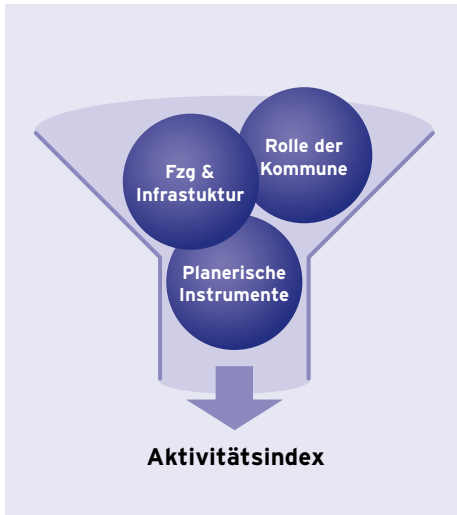 Rolle der
Kommune
Fzg &
Infrastuktur
Planerische
Instrumente
Aktivitätsindex